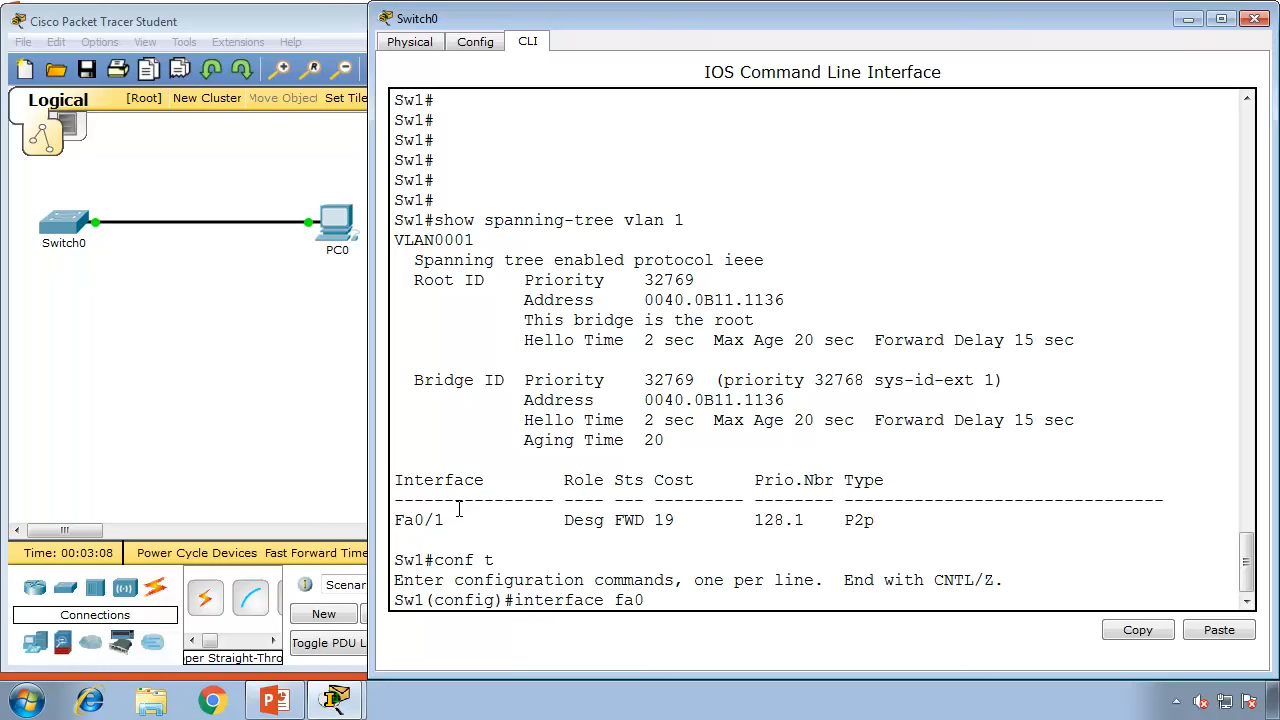 Cisco Packet Tracer Student
File Edit Options View Tools Extensions Help
Logical [Root] New Cluster Move Object Set Tile
Switch0
PC0
Time: 00:03:08 Power Cycle Devices Fast Forward Time
Scenar
Connections
New
Toggle PDU L
per Straight-Thro
Switch0
Physical Config CLI
IOS Command Line Interface
Sw1#
Sw1#
Sw1#
Sw1#
Sw1#
Sw1#
Sw1#show spanning-tree vlan 1
VLAN0001
Spanning tree enabled protocol ieee
Root ID Priority 32769
Address 0040.0B11.1136
This bridge is the root
Hello Time 2 sec Max Age 20 sec Forward Delay 15 sec
Bridge ID Priority 32769 (priority 32768 sys-id-ext 1)
Address 0040.0B11.1136
Hello Time 2 sec Max Age 20 sec Forward Delay 15 sec
Aging Time 20
Interface Role Sts Cost Prio.Nbr Type
---------------- ---- --- --------- -------- --------------------------------
Fa0/1 Desg FWD 19 128.1 P2p
Sw1#conf t
Enter configuration commands, one per line. End with CNTL/Z.
Sw1(config)#interface fa0
Copy Paste